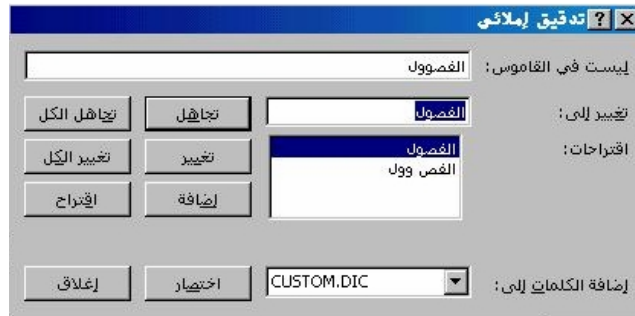 تدقيق إملائي
ليست في القاموس: الفصوول
تغيير إلى: الفصول تجاهل تجاهل الكل
اقتراحات: الفصول تغيير تغيير الكل
الفص وول إضافة اقتراح
إضافة الكلمات إلى: CUSTOM.DIC اختصار إغلاق